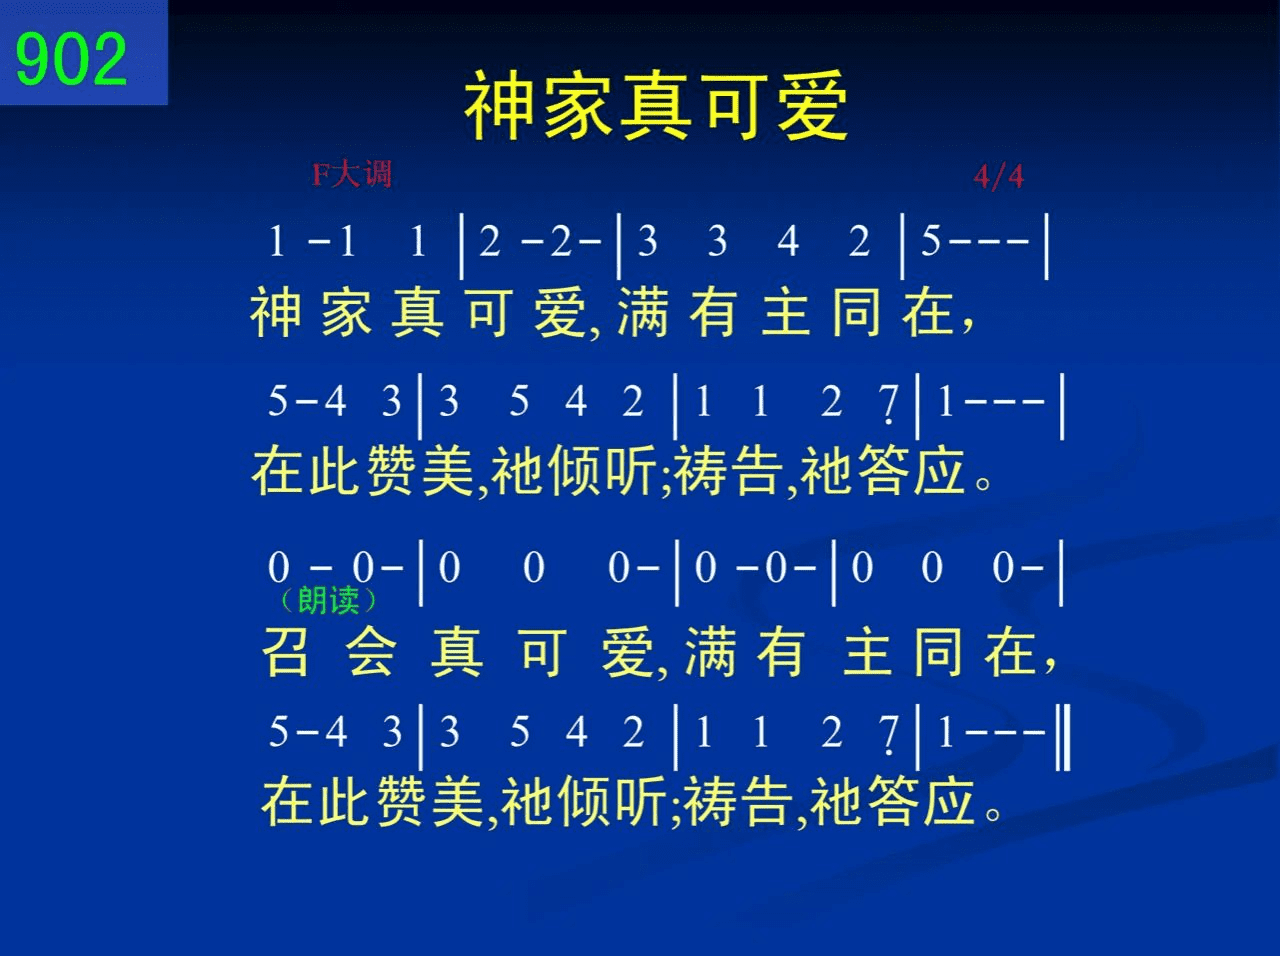 902
神家真可爱
F大调 4/4
1 -1 1 |2 -2-|3 3 4 2 |5---|
神 家 真 可 爱, 满 有 主 同 在,
5-4 3|3 5 4 2 |1 1 2 7̣|1---|
在此赞美,祂倾听;祷告,祂答应。
0 - 0-|0 0 0-|0 -0-|0 0 0-|
（朗读）
召 会 真 可 爱, 满 有 主 同 在,
5-4 3|3 5 4 2 |1 1 2 7̣|1---‖
在此赞美,祂倾听;祷告,祂答应。